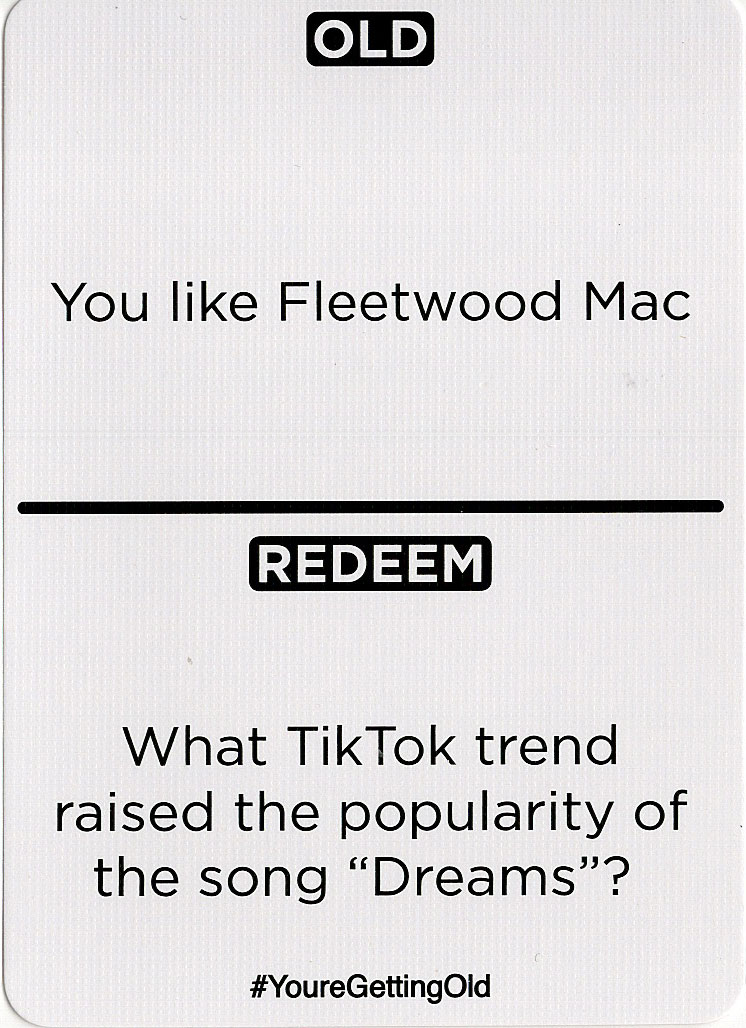 OLD
You like Fleetwood Mac
REDEEM
What TikTok trend
raised the popularity of
the song “Dreams”?
#YoureGettingOld